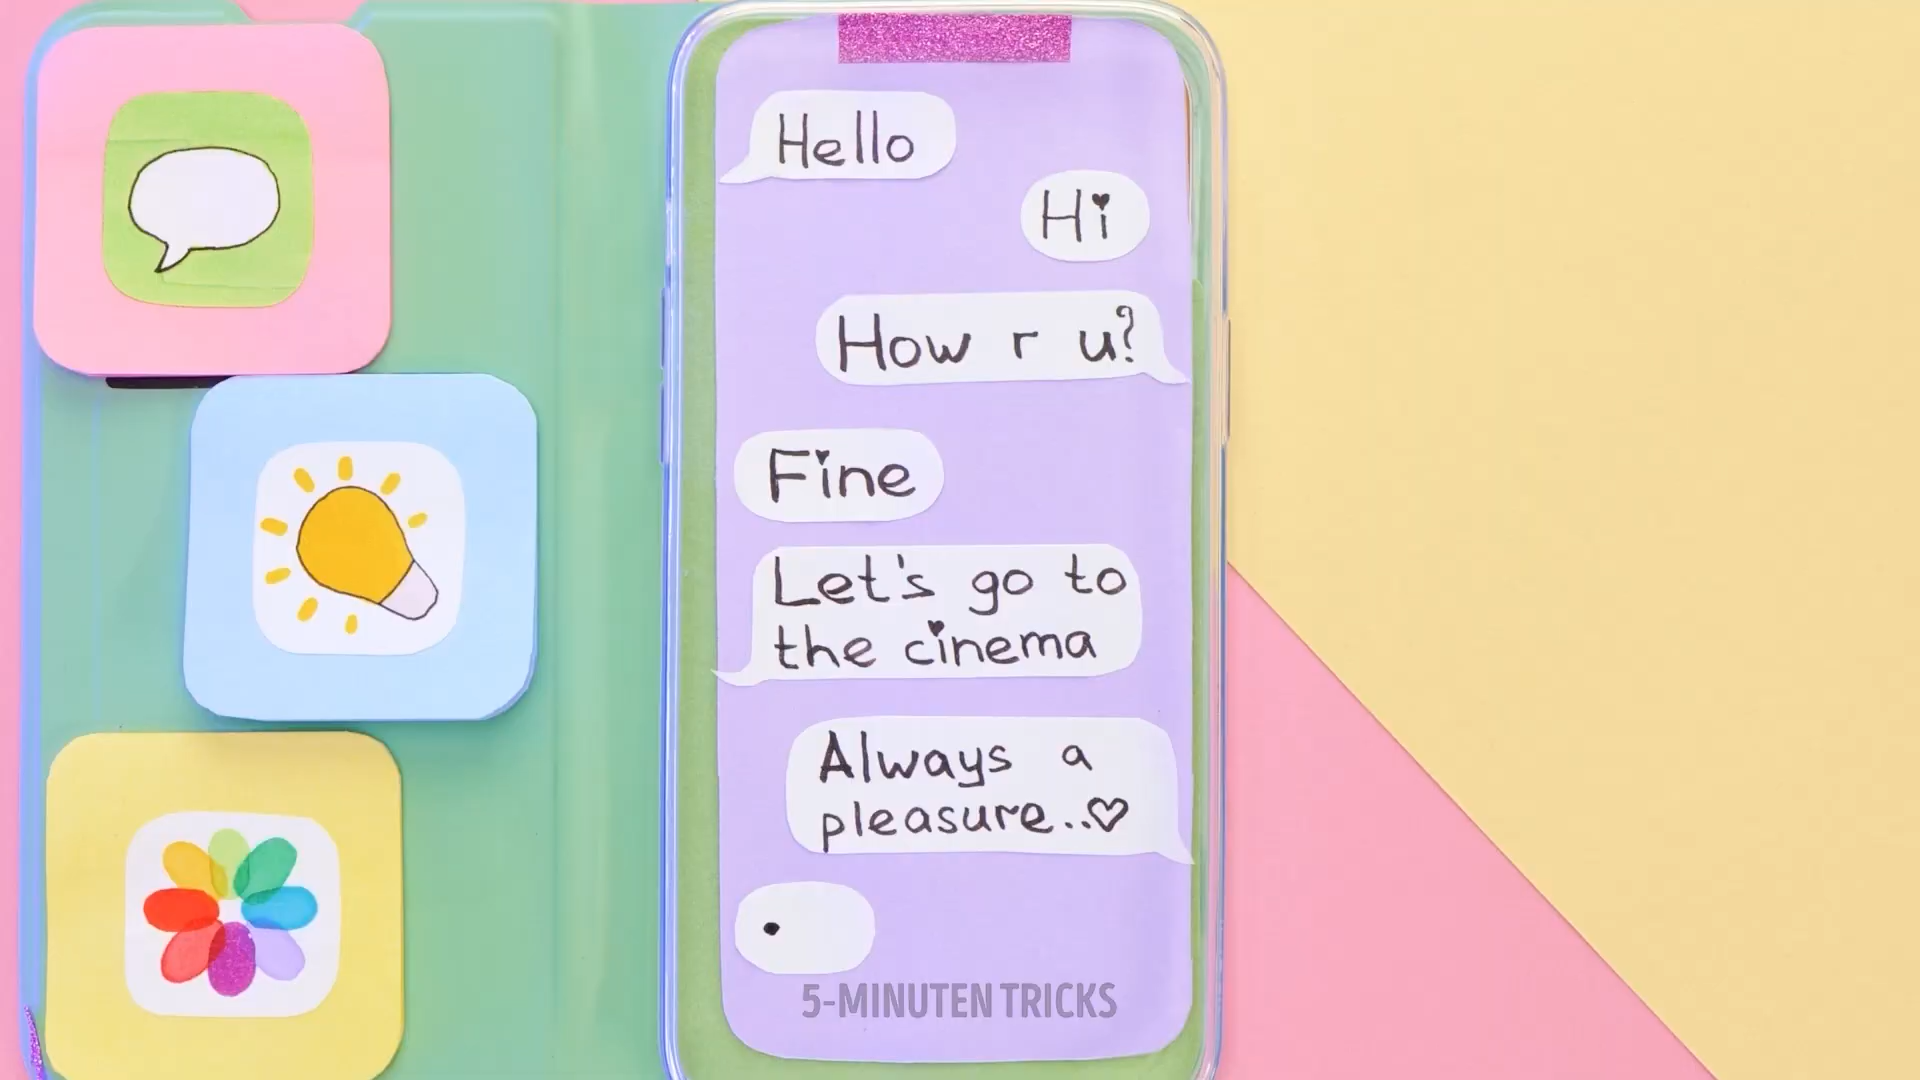 Hello
Hi
How r u?
Fine
Let's go to
the cinema
Always a
pleasure..♡
5-MINUTEN TRICKS